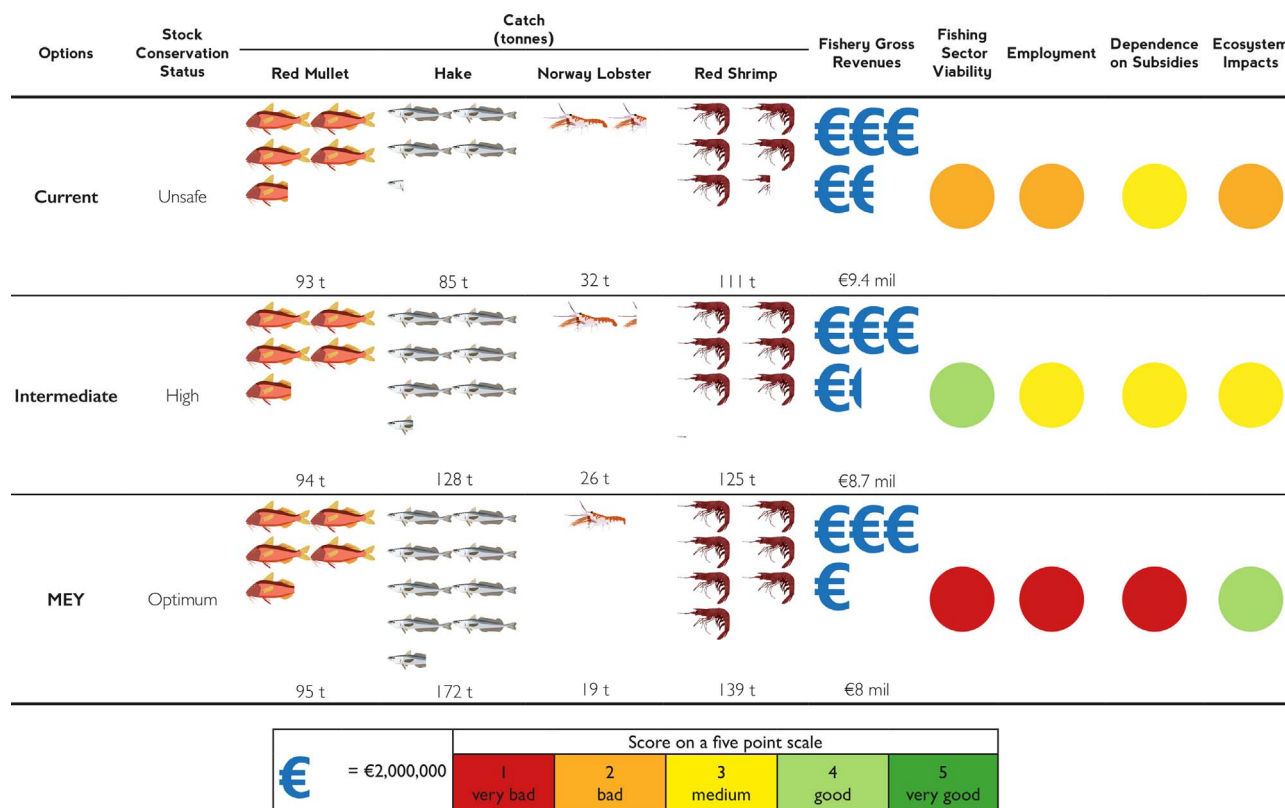 Options
Stock
Conservation
Status
Catch
(tonnes)
Red Mullet
Hake
Norway Lobster
Red Shrimp
Fishery Gross
Revenues
Fishing
Sector
Viability
Employment
Dependence
on Subsidies
Ecosystem
Impacts
Current
Unsafe
€€€
€€
93 t
85 t
32 t
111 t
€9.4 mil
Intermediate
High
€€€
€€
94 t
128 t
26 t
125 t
€8.7 mil
MEY
Optimum
€€€
€
95 t
172 t
19 t
139 t
€8 mil
€ = €2,000,000
Score on a five point scale
1
very bad
2
bad
3
medium
4
good
5
very good